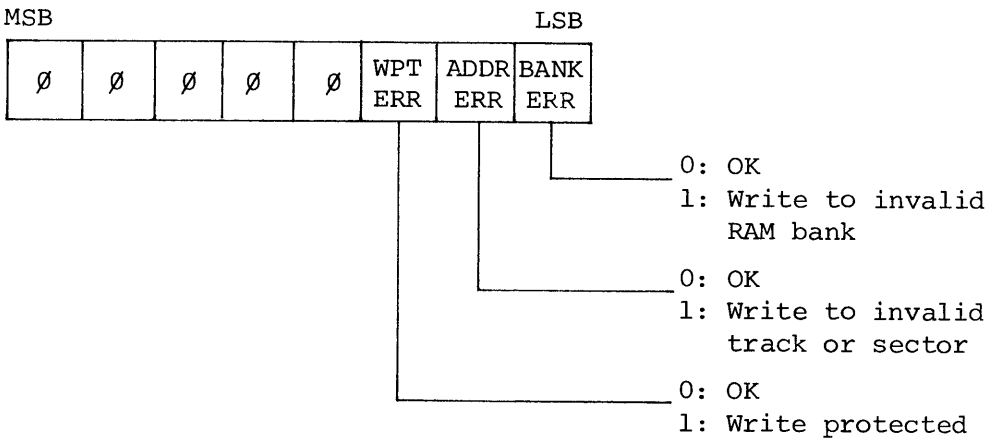 MSB LSB
Ø Ø Ø Ø Ø WPT ERR ADDR ERR BANK ERR
0: OK
1: Write to invalid
RAM bank
0: OK
1: Write to invalid
track or sector
0: OK
1: Write protected